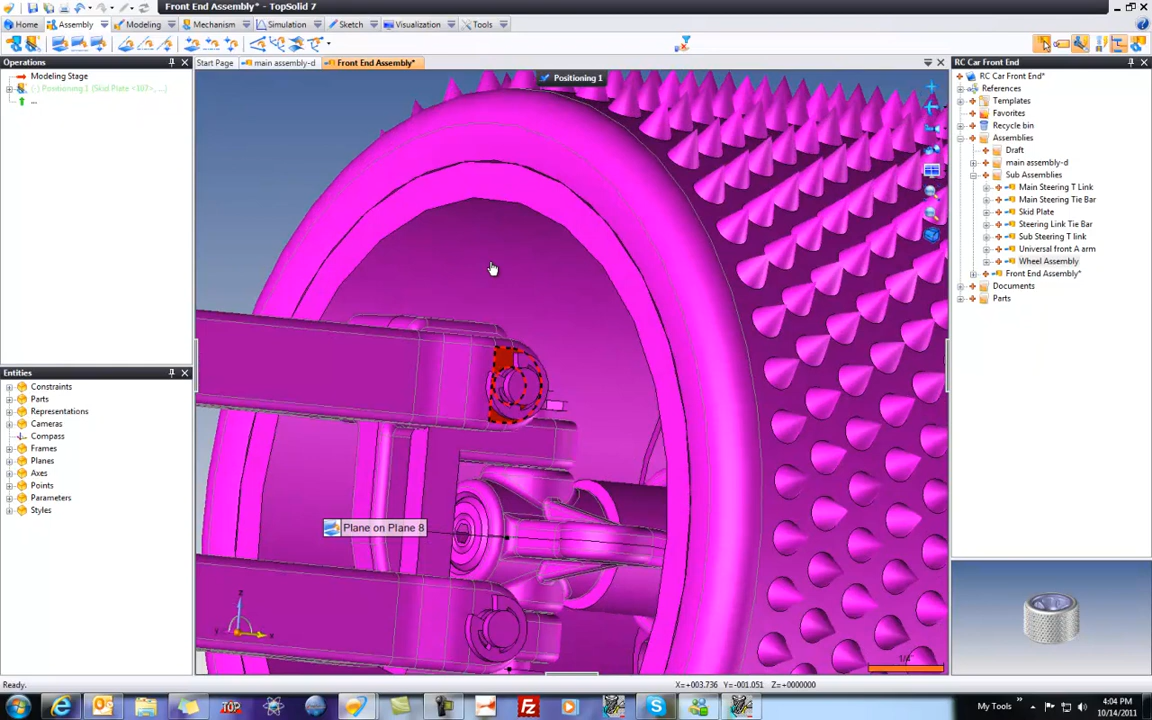 Front End Assembly* - TopSolid 7
Home
Assembly
Modeling
Mechanism
Simulation
Sketch
Visualization
Tools
Operations
Start Page
main assembly-d
Front End Assembly*
RC Car Front End
Modeling Stage
(-) Positioning 1 (Skid Plate <307>, ...)
...
Positioning 1
RC Car Front End*
References
Templates
Favorites
Recycle bin
Assemblies
Draft
main assembly-d
Sub Assemblies
Main Steering T Link
Main Steering Tie Bar
Skid Plate
Steering Link Tie Bar
Sub Steering T link
Universal front A arm
Wheel Assembly
Front End Assembly*
Documents
Parts
Entities
Constraints
Parts
Representations
Cameras
Compass
Frames
Planes
Axes
Points
Parameters
Styles
Plane on Plane 8
z
y
x
1/4"
Ready.
X=+003.736 Y=-001.051 Z=+0000000
TOP
My Tools
4:04 PM
10/14/2011